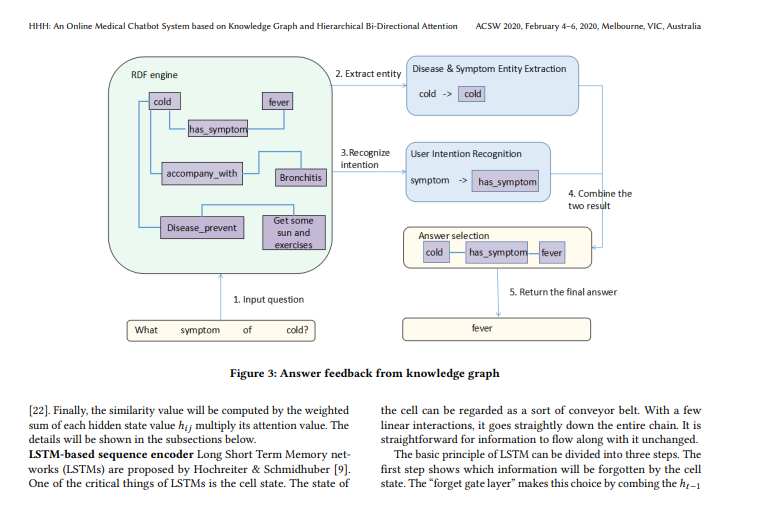 HHH: An Online Medical Chatbot System based on Knowledge Graph and Hierarchical Bi-Directional Attention
ACSW 2020, February 4–6, 2020, Melbourne, VIC, Australia
RDF engine
cold
fever
has_symptom
accompany_with
Bronchitis
Disease_prevent
Get some
sun and
exercises
1. Input question
What symptom of cold?
2. Extract entity
Disease & Symptom Entity Extraction
cold -> cold
3.Recognize
intention
User Intention Recognition
symptom -> has_symptom
4. Combine the
two result
Answer selection
cold has_symptom fever
5. Return the final answer
fever
Figure 3: Answer feedback from knowledge graph
[22]. Finally, the similarity value will be computed by the weighted
sum of each hidden state value hij multiply its attention value. The
details will be shown in the subsections below.
LSTM-based sequence encoder Long Short Term Memory net-
works (LSTMs) are proposed by Hochreiter & Schmidhuber [9].
One of the critical things of LSTMs is the cell state. The state of
the cell can be regarded as a sort of conveyor belt. With a few
linear interactions, it goes straightly down the entire chain. It is
straightforward for information to flow along with it unchanged.
The basic principle of LSTM can be divided into three steps. The
first step shows which information will be forgotten by the cell
state. The “forget gate layer” makes this choice by combing the ht−1